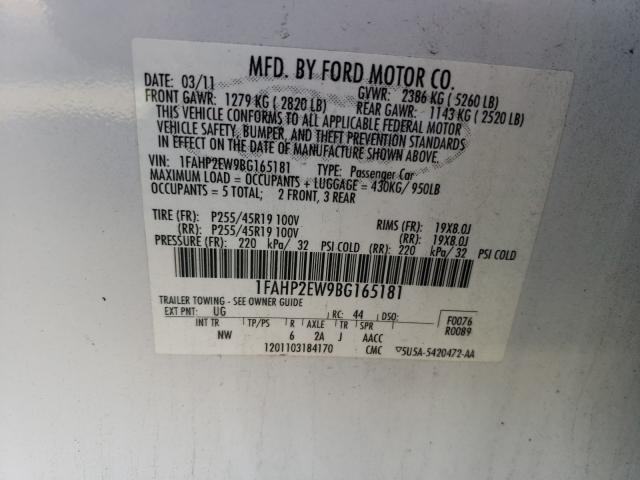 MFD. BY FORD MOTOR CO.
DATE: 03/11 GVWR: 2386 KG ( 5260 LB)
FRONT GAWR: 1279 KG ( 2820 LB) REAR GAWR: 1143 KG ( 2520 LB)
THIS VEHICLE CONFORMS TO ALL APPLICABLE FEDERAL MOTOR
VEHICLE SAFETY, BUMPER, AND THEFT PREVENTION STANDARDS
IN EFFECT ON THE DATE OF MANUFACTURE SHOWN ABOVE.
VIN: 1FAHP2EW9BG165181 TYPE: Passenger Car
MAXIMUM LOAD = OCCUPANTS + LUGGAGE = 430KG/ 950LB
OCCUPANTS = 5 TOTAL; 2 FRONT, 3 REAR
TIRE (FR): P255/45R19 100V RIMS (FR): 19X8.0J
(RR): P255/45R19 100V (RR): 19X8.0J
PRESSURE (FR): 220 kPa/ 32 PSI COLD (RR): 220 kPa/ 32 PSI COLD
1FAHP2EW9BG165181
TRAILER TOWING - SEE OWNER GUIDE
EXT PNT: UG RC: 44 DSO: F0076
R0089
INT TR TP/PS R AXLE TR SPR
NW 6 2A J AACC
1201103184170 CMC ▽5U5A-5420472-AA